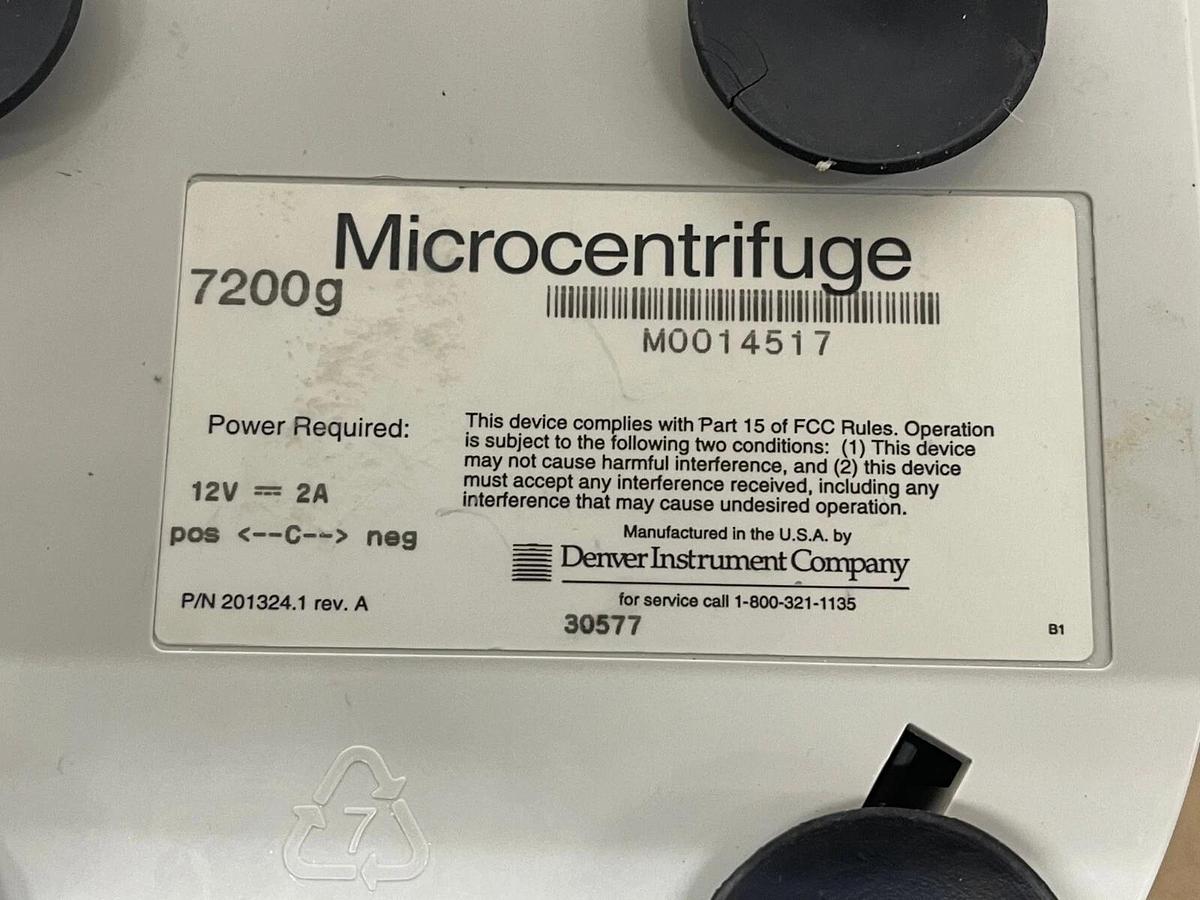 Microcentrifuge
7200g
M0014517
Power Required:
12V ⎓ 2A
pos <--C--> neg
P/N 201324.1 rev. A
This device complies with Part 15 of FCC Rules. Operation
is subject to the following two conditions: (1) This device
may not cause harmful interference, and (2) this device
must accept any interference received, including any
interference that may cause undesired operation.
Manufactured in the U.S.A. by
Denver Instrument Company
for service call 1-800-321-1135
30577
B1
7